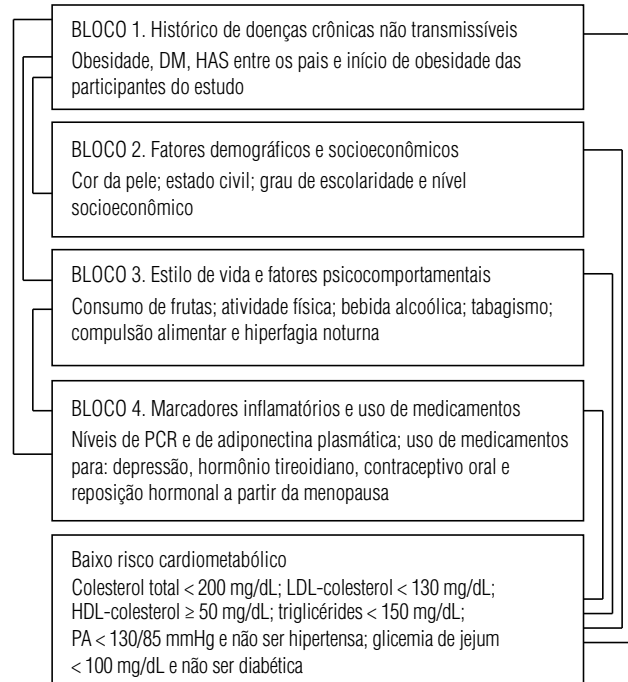 BLOCO 1. Histórico de doenças crônicas não transmissíveis
Obesidade, DM, HAS entre os pais e início de obesidade das
participantes do estudo
BLOCO 2. Fatores demográficos e socioeconômicos
Cor da pele; estado civil; grau de escolaridade e nível
socioeconômico
BLOCO 3. Estilo de vida e fatores psicocomportamentais
Consumo de frutas; atividade física; bebida alcoólica; tabagismo;
compulsão alimentar e hiperfagia noturna
BLOCO 4. Marcadores inflamatórios e uso de medicamentos
Níveis de PCR e de adiponectina plasmática; uso de medicamentos
para: depressão, hormônio tireoidiano, contraceptivo oral e
reposição hormonal a partir da menopausa
Baixo risco cardiometabólico
Colesterol total < 200 mg/dL; LDL-colesterol < 130 mg/dL;
HDL-colesterol ≥ 50 mg/dL; triglicérides < 150 mg/dL;
PA < 130/85 mmHg e não ser hipertensa; glicemia de jejum
< 100 mg/dL e não ser diabética